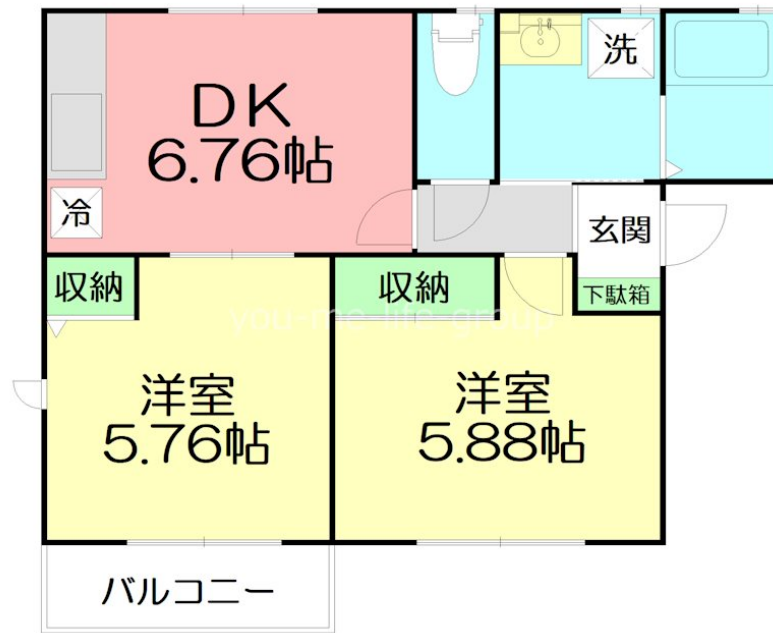 DK
6.76帖
洗
冷
玄関
下駄箱
収納
収納
you-me-life-group
洋室
5.76帖
洋室
5.88帖
バルコニー